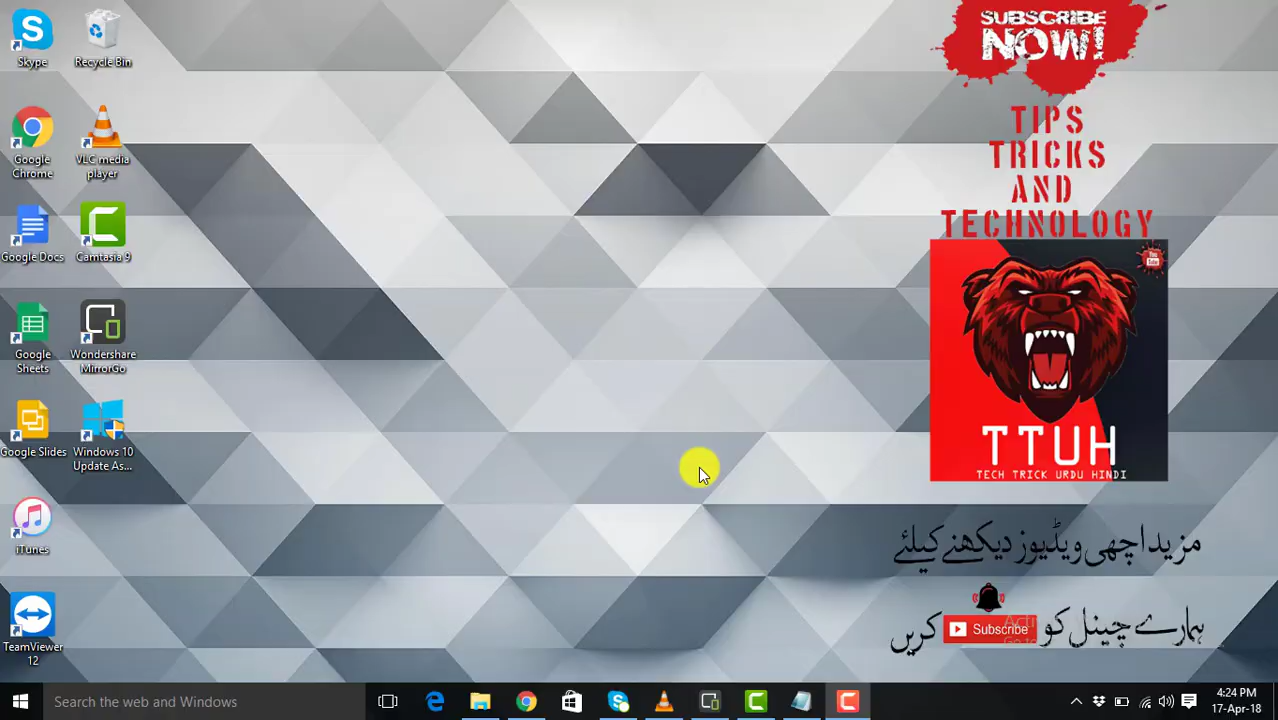 Skype
Recycle Bin
Google
Chrome
VLC media
player
Google Docs
Camtasia 9
Google
Sheets
Wondershare
MirrorGo
Google Slides
Windows 10
Update As...
iTunes
TeamViewer
12
SUBSCRIBE
NOW!
TIPS
TRICKS
AND
TECHNOLOGY
You
Tube
TTUH
TECH TRICK URDU HINDI
مزید اچھی ویڈیوز دیکھنے کیلئے
ہمارے چینل کو Subscribe کریں
Search the web and Windows
4:24 PM
17-Apr-18